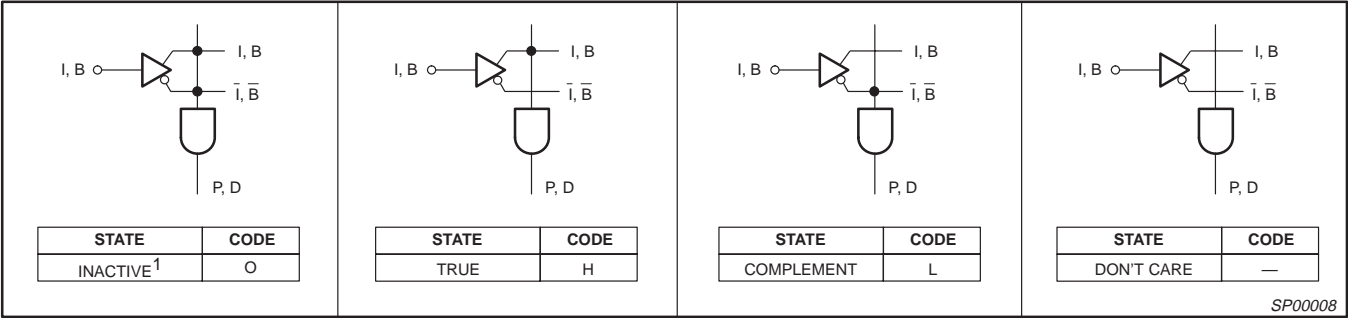 I, B
I, B
I̅, B̅
P, D
STATE CODE
INACTIVE1 O
I, B
I, B
I̅, B̅
P, D
STATE CODE
TRUE H
I, B
I, B
I̅, B̅
P, D
STATE CODE
COMPLEMENT L
I, B
I, B
I̅, B̅
P, D
STATE CODE
DON'T CARE —
SP00008